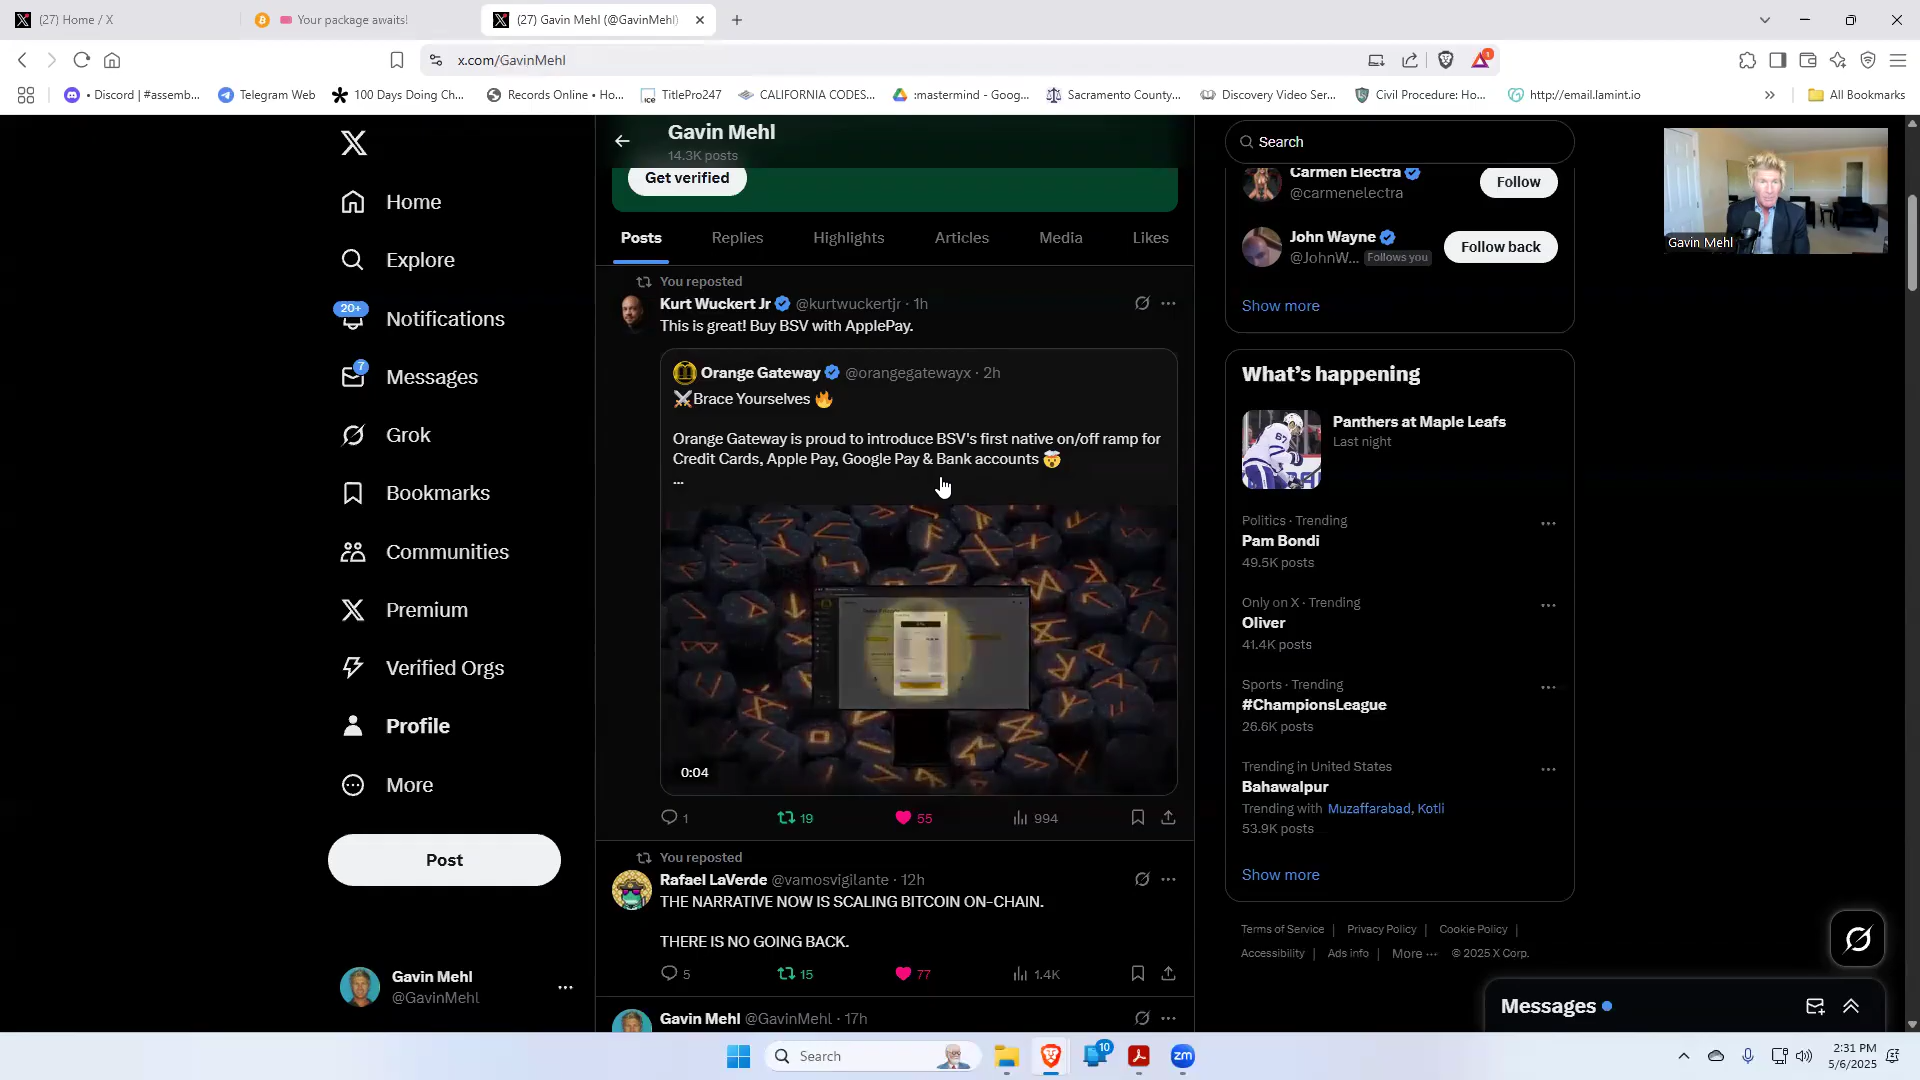 (27) Home / X
Your package awaits!
(27) Gavin Mehl (@GavinMehl)
x.com/GavinMehl
1
• Discord | #assemb...
Telegram Web
100 Days Doing Ch...
Records Online • Ho...
TitlePro247
CALIFORNIA CODES...
:mastermind - Goog...
Sacramento County...
Discovery Video Ser...
Civil Procedure: Ho...
http://email.lamint.io
»
All Bookmarks
Home
Explore
20+
Notifications
7
Messages
Grok
Bookmarks
Communities
Premium
Verified Orgs
Profile
More
Post
Gavin Mehl
@GavinMehl
Gavin Mehl
14.3K posts
Get verified
Posts
Replies
Highlights
Articles
Media
Likes
You reposted
Kurt Wuckert Jr @kurtwuckertjr · 1h
This is great! Buy BSV with ApplePay.
Orange Gateway @orangegatewayx · 2h
⚔️Brace Yourselves 🔥
Orange Gateway is proud to introduce BSV's first native on/off ramp for
Credit Cards, Apple Pay, Google Pay & Bank accounts 🤯
...
0:04
1
19
55
994
You reposted
Rafael LaVerde @vamosvigilante · 12h
THE NARRATIVE NOW IS SCALING BITCOIN ON-CHAIN.
THERE IS NO GOING BACK.
5
15
77
1.4K
Gavin Mehl @GavinMehl · 17h
Search
Carmen Electra
@carmenelectra
Follow
John Wayne
@JohnW... Follows you
Follow back
Show more
What's happening
Panthers at Maple Leafs
Last night
Politics · Trending
Pam Bondi
49.5K posts
Only on X · Trending
Oliver
41.4K posts
Sports · Trending
#ChampionsLeague
26.6K posts
Trending in United States
Bahawalpur
Trending with Muzaffarabad, Kotli
53.9K posts
Show more
Terms of Service | Privacy Policy | Cookie Policy |
Accessibility | Ads info | More ··· © 2025 X Corp.
Messages
Gavin Mehl
Search
10
zm
2:31 PM
5/6/2025